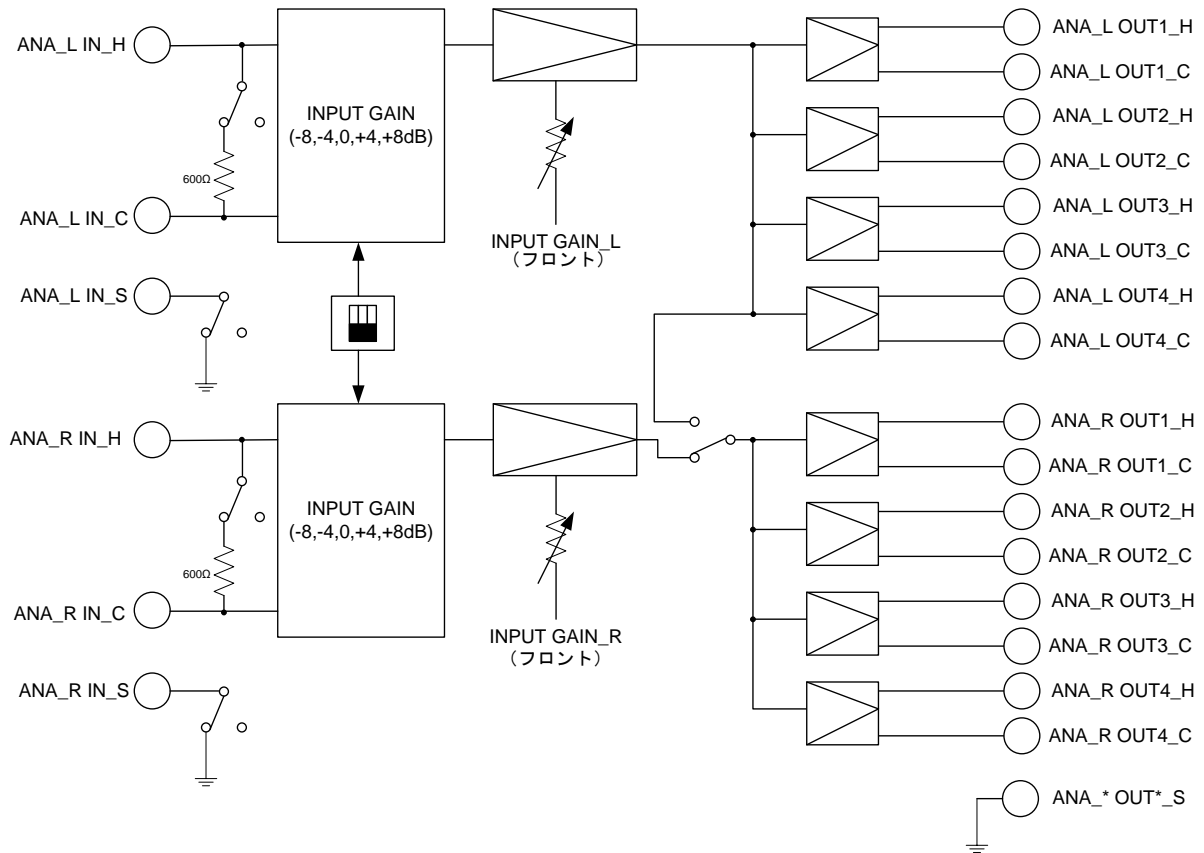 ANA_L IN_H
INPUT GAIN
(-8,-4,0,+4,+8dB)
600Ω
ANA_L IN_C
ANA_L IN_S
INPUT GAIN_L
（フロント）
ANA_L OUT1_H
ANA_L OUT1_C
ANA_L OUT2_H
ANA_L OUT2_C
ANA_L OUT3_H
ANA_L OUT3_C
ANA_L OUT4_H
ANA_L OUT4_C
ANA_R IN_H
INPUT GAIN
(-8,-4,0,+4,+8dB)
600Ω
ANA_R IN_C
ANA_R IN_S
INPUT GAIN_R
（フロント）
ANA_R OUT1_H
ANA_R OUT1_C
ANA_R OUT2_H
ANA_R OUT2_C
ANA_R OUT3_H
ANA_R OUT3_C
ANA_R OUT4_H
ANA_R OUT4_C
ANA_* OUT*_S